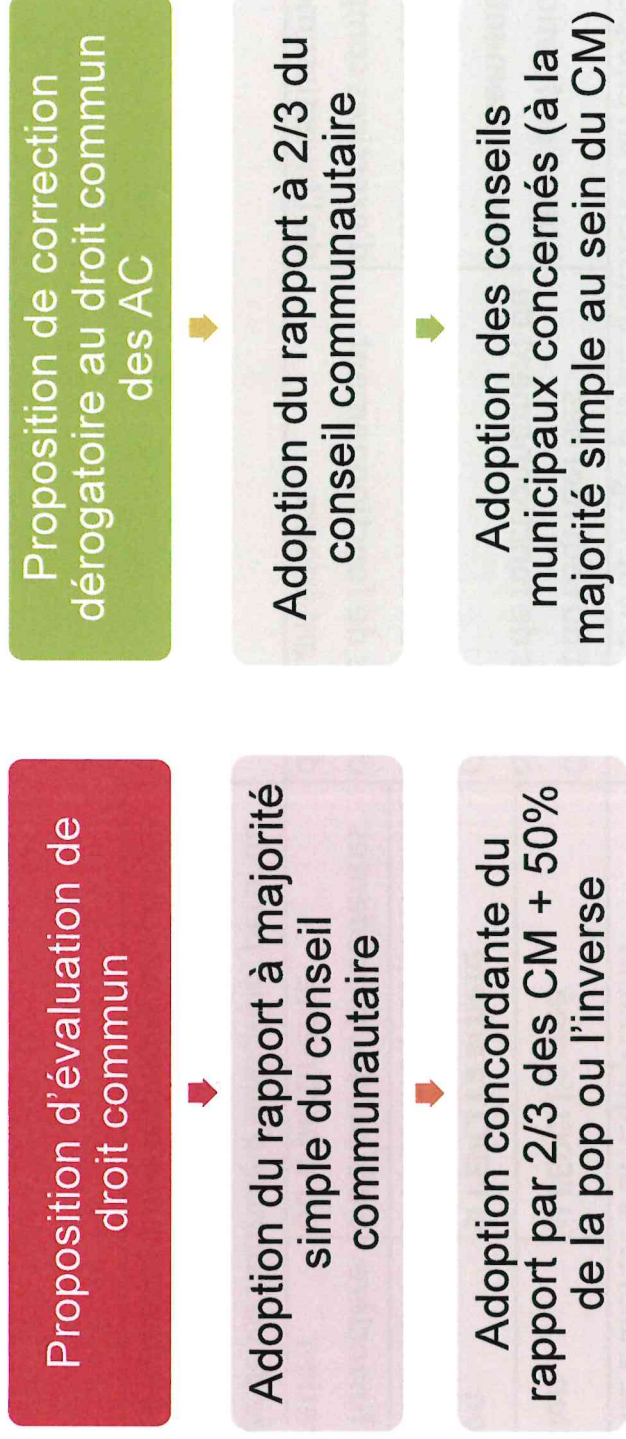 Proposition d'évaluation de
droit commun
Adoption du rapport à majorité
simple du conseil
communautaire
Adoption concordante du
rapport par 2/3 des CM + 50%
de la pop ou l'inverse
Proposition de correction
dérogatoire au droit commun
des AC
Adoption du rapport à 2/3 du
conseil communautaire
Adoption des conseils
municipaux concernés (à la
majorité simple au sein du CM)